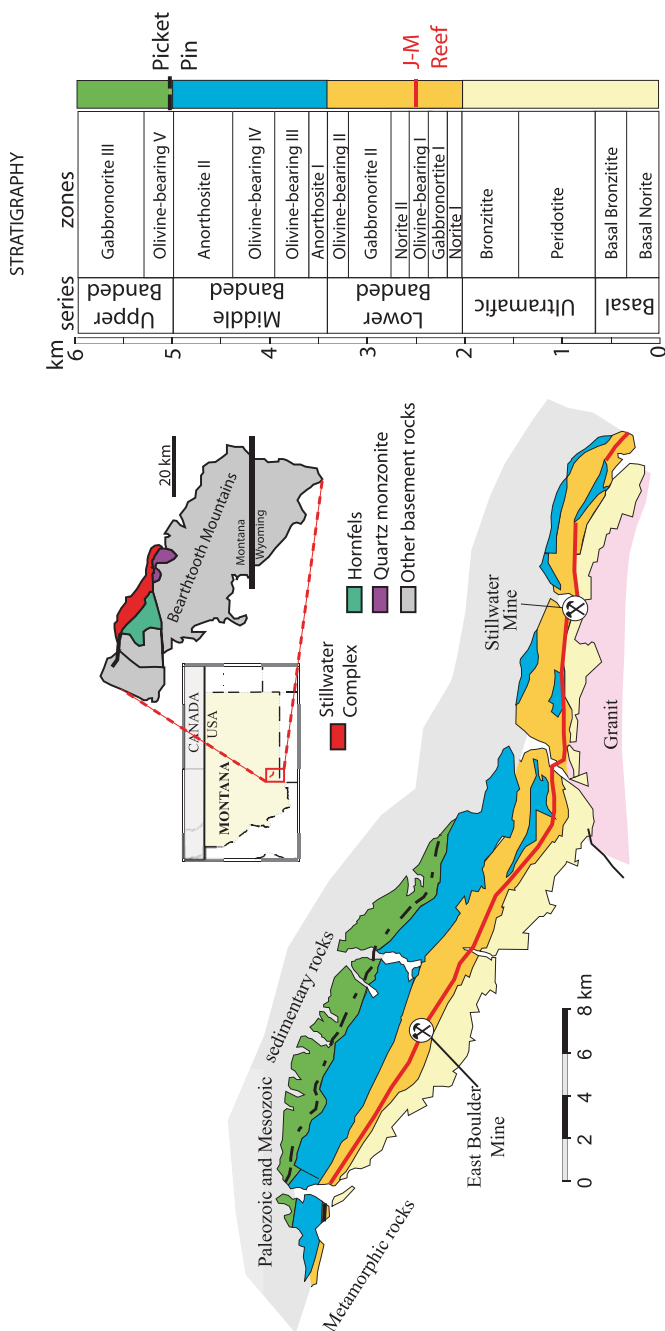 STRATIGRAPHY
km
series
zones
6
5
4
3
2
1
0
Upper
Banded
Middle
Banded
Lower
Banded
Ultramafic
Basal
Gabbronorite III
Olivine-bearing V
Anorthosite II
Olivine-bearing IV
Olivine-bearing III
Anorthosite I
Olivine-bearing II
Gabbronorite II
Norite II
Olivine-bearing I
Gabbronortite I
Norite I
Bronzitite
Peridotite
Basal Bronzitite
Basal Norite
Picket
Pin
J-M
Reef
20 km
Bearthtooth Mountains
Montana
Wyoming
CANADA
USA
MONTANA
Stillwater
Complex
Hornfels
Quartz monzonite
Other basement rocks
Paleozoic and Mesozoic
sedimentary rocks
Metamorphic rocks
East Boulder
Mine
Stillwater
Mine
Granit
0 2 4 6 8 km